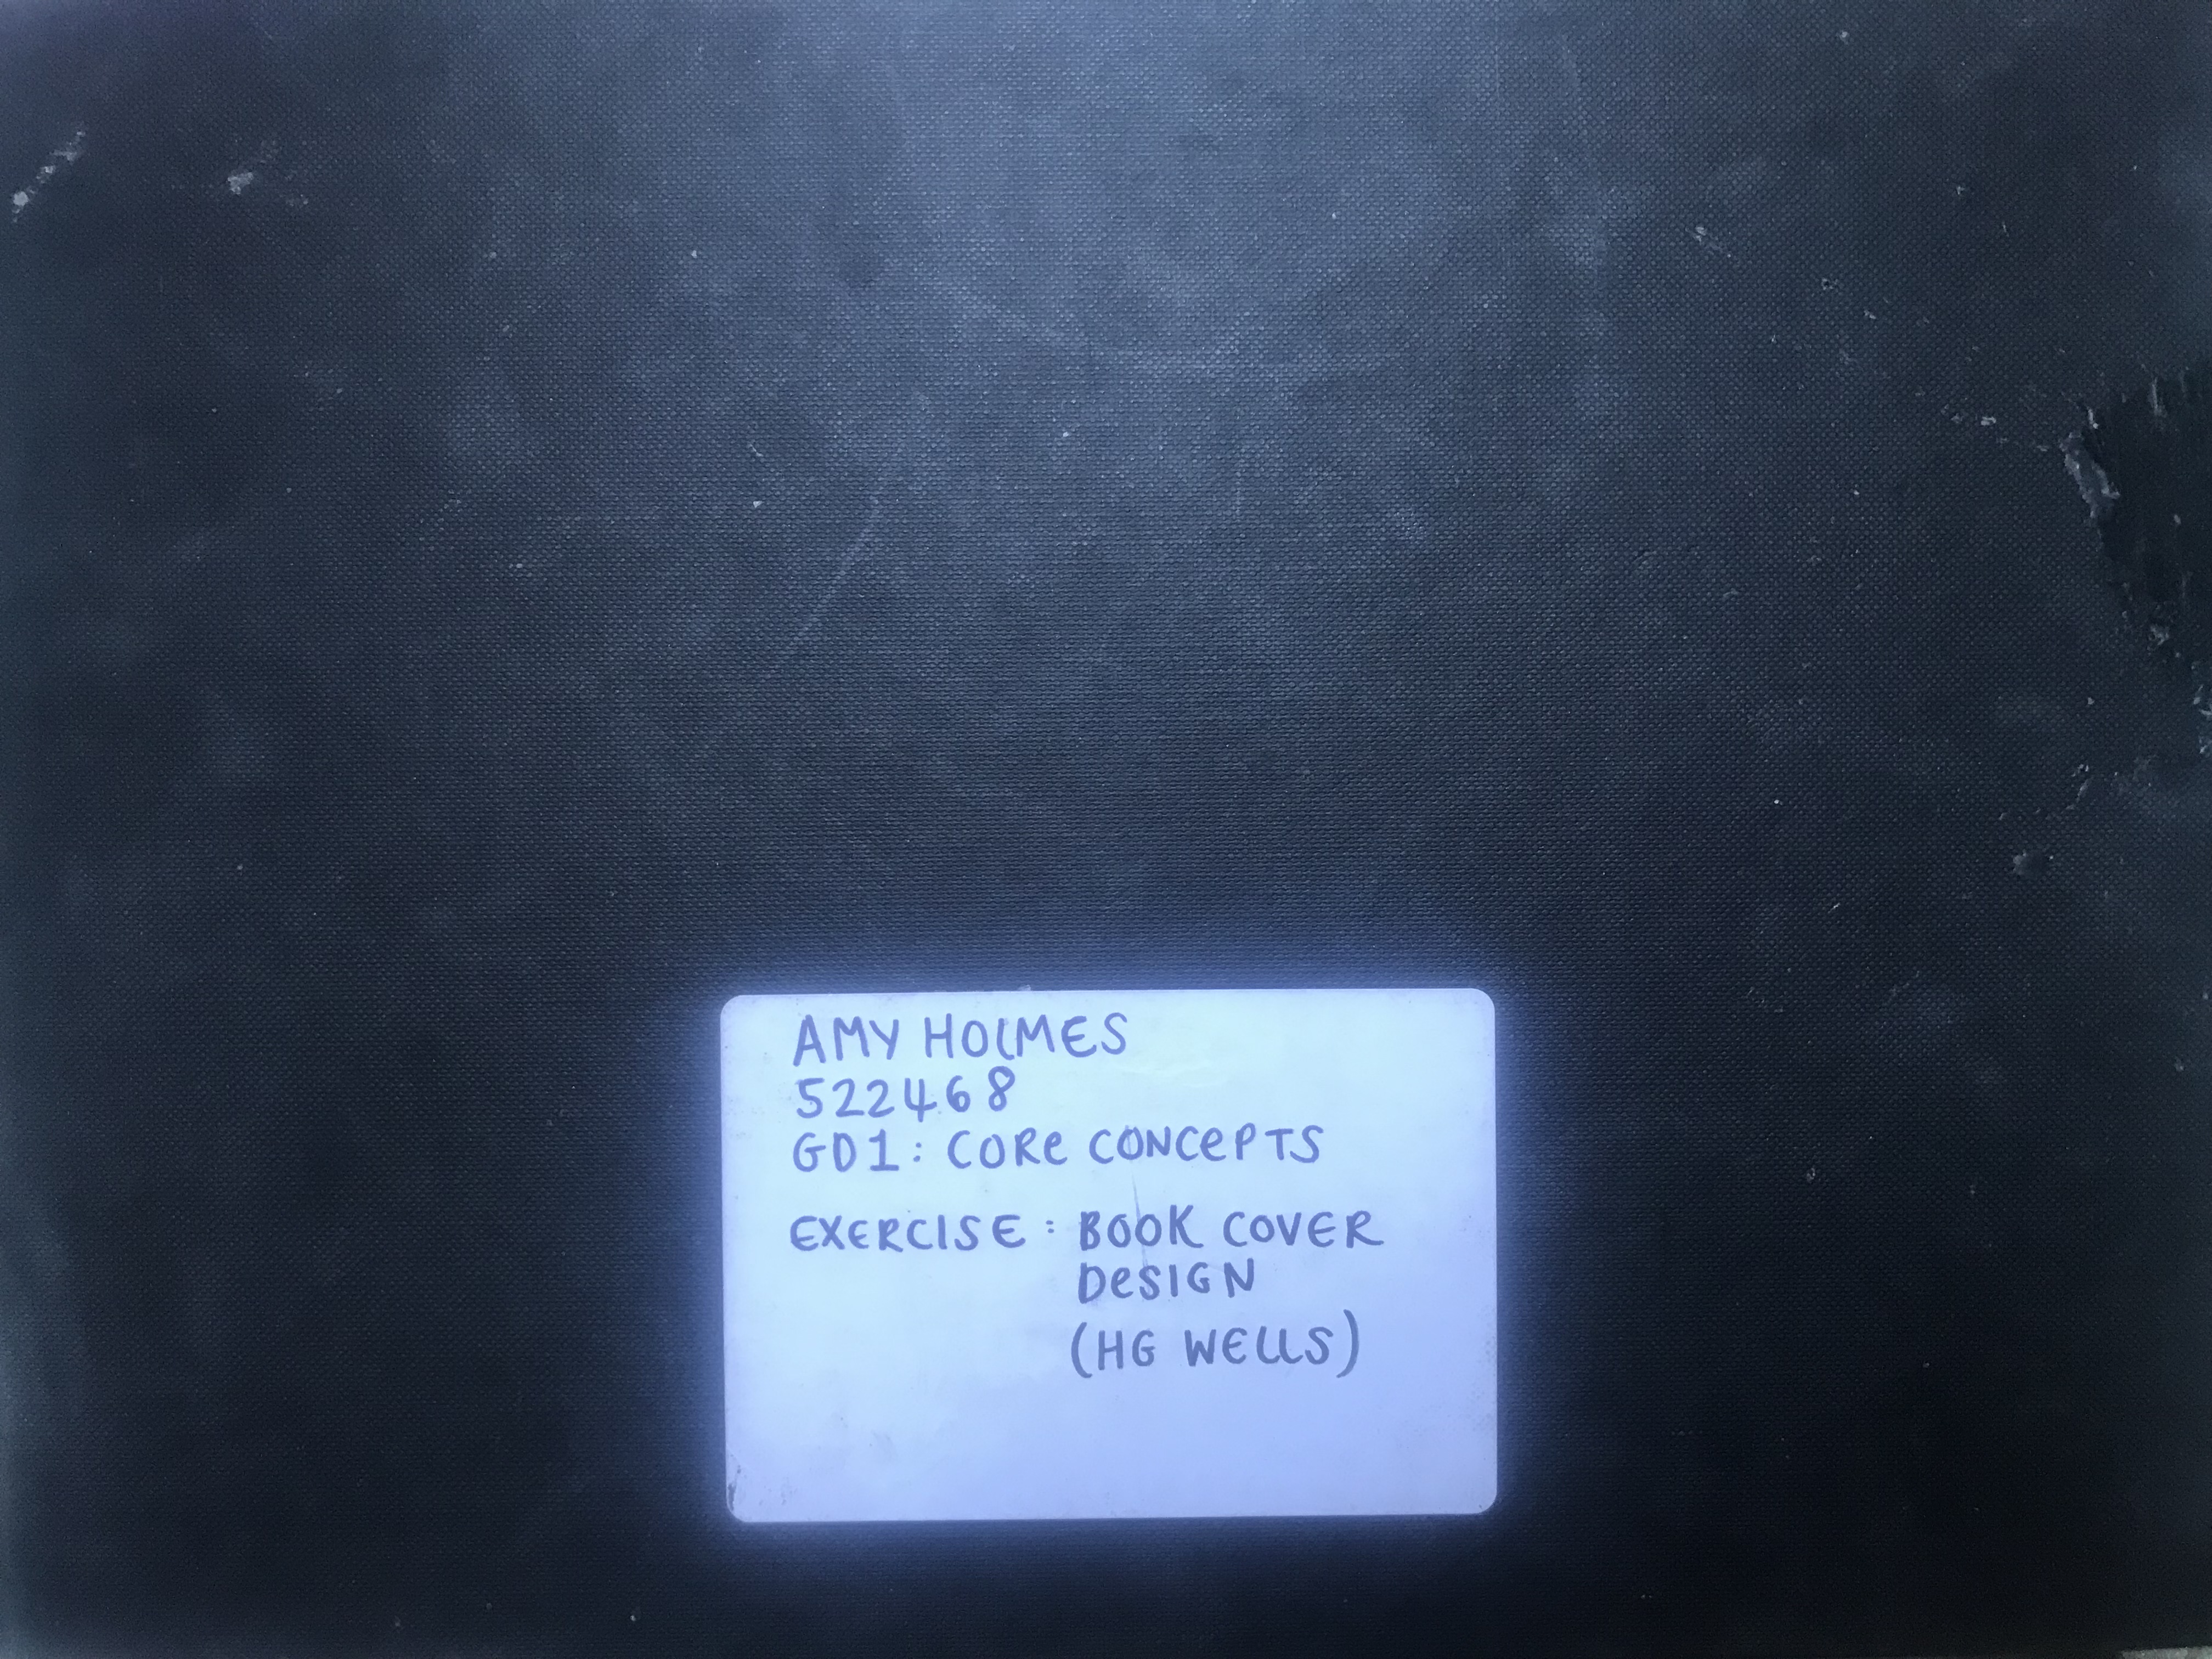 AMY HOLMES
522468
GD1: CORe CONCePTS
EXERCISE: BOOK COVER
DeSIGN
(HG WELLS)